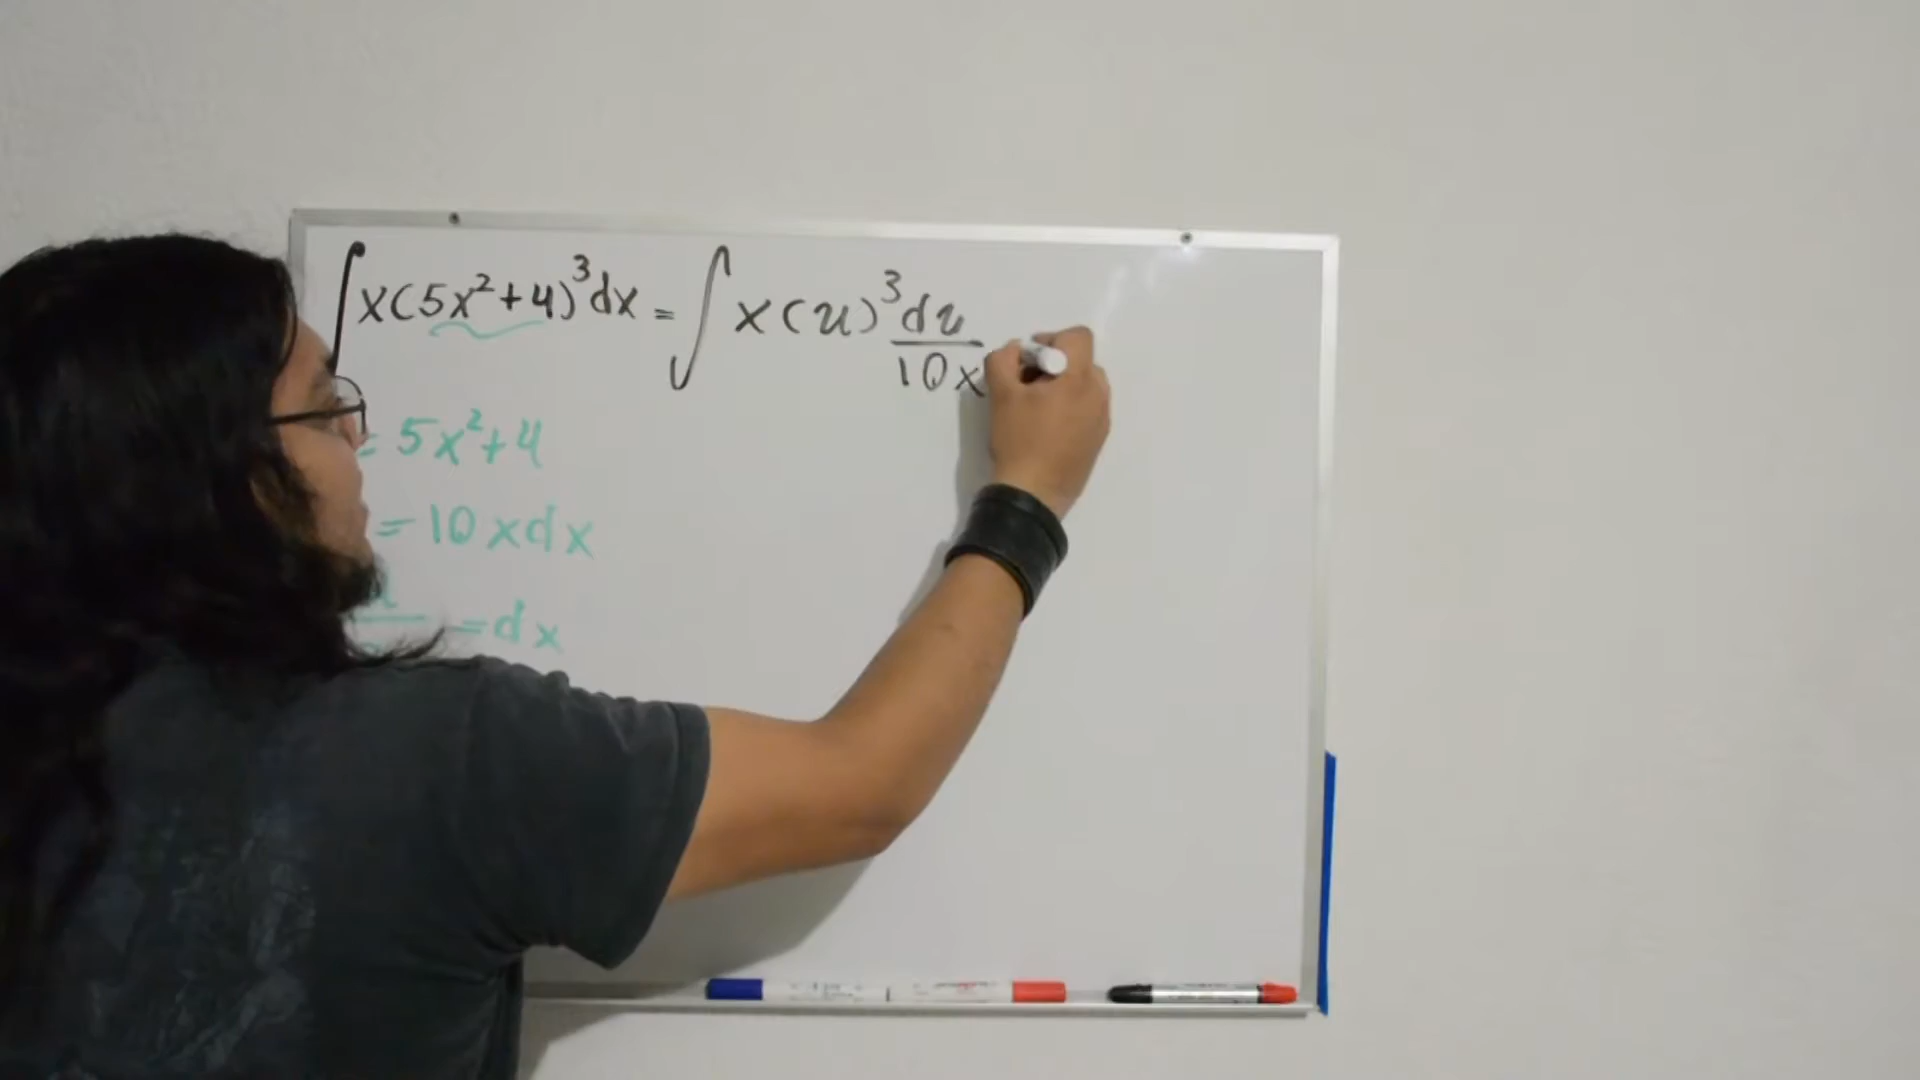 ∫x(5x²+4)³dx = ∫x(u)³ du/10x
= 5x²+4
= 10xdx
= dx